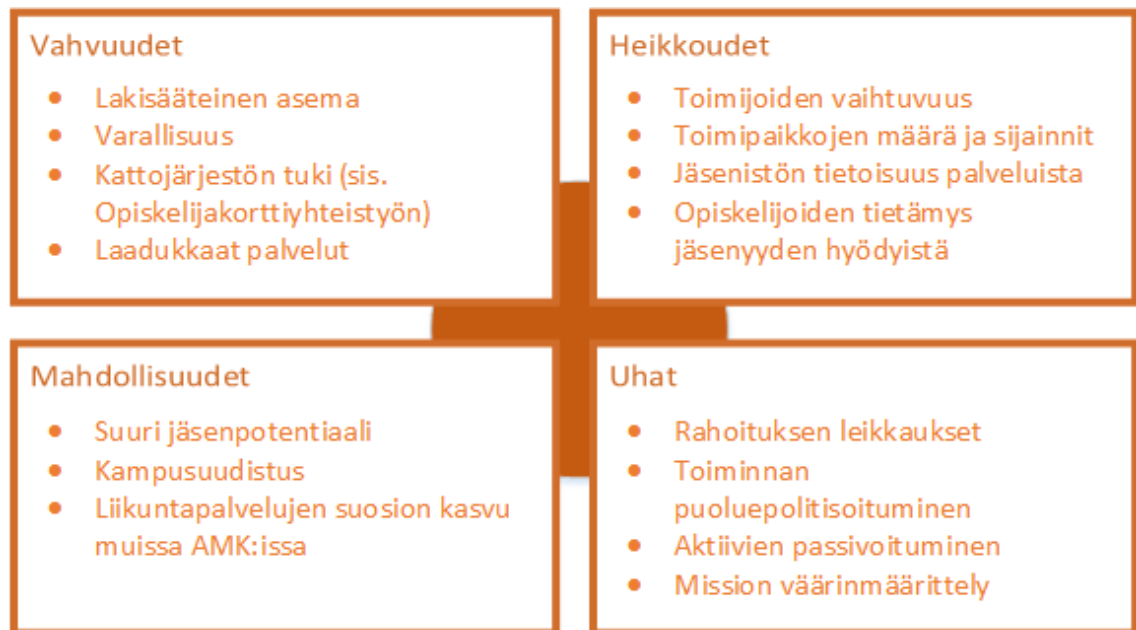 Vahvuudet
• Lakisääteinen asema
• Varallisuus
• Kattojärjestön tuki (sis.
Opiskelijakorttiyhteistyön)
• Laadukkaat palvelut
Heikkoudet
• Toimijoiden vaihtuvuus
• Toimipaikkojen määrä ja sijainnit
• Jäsenistön tietoisuus palveluista
• Opiskelijoiden tietämys
jäsenyyden hyödyistä
Mahdollisuudet
• Suuri jäsenpotentiaali
• Kampusuudistus
• Liikuntapalvelujen suosion kasvu
muissa AMK:issa
Uhat
• Rahoituksen leikkaukset
• Toiminnan
puoluepolitisoituminen
• Aktiivien passivoituminen
• Mission väärinmäärittely